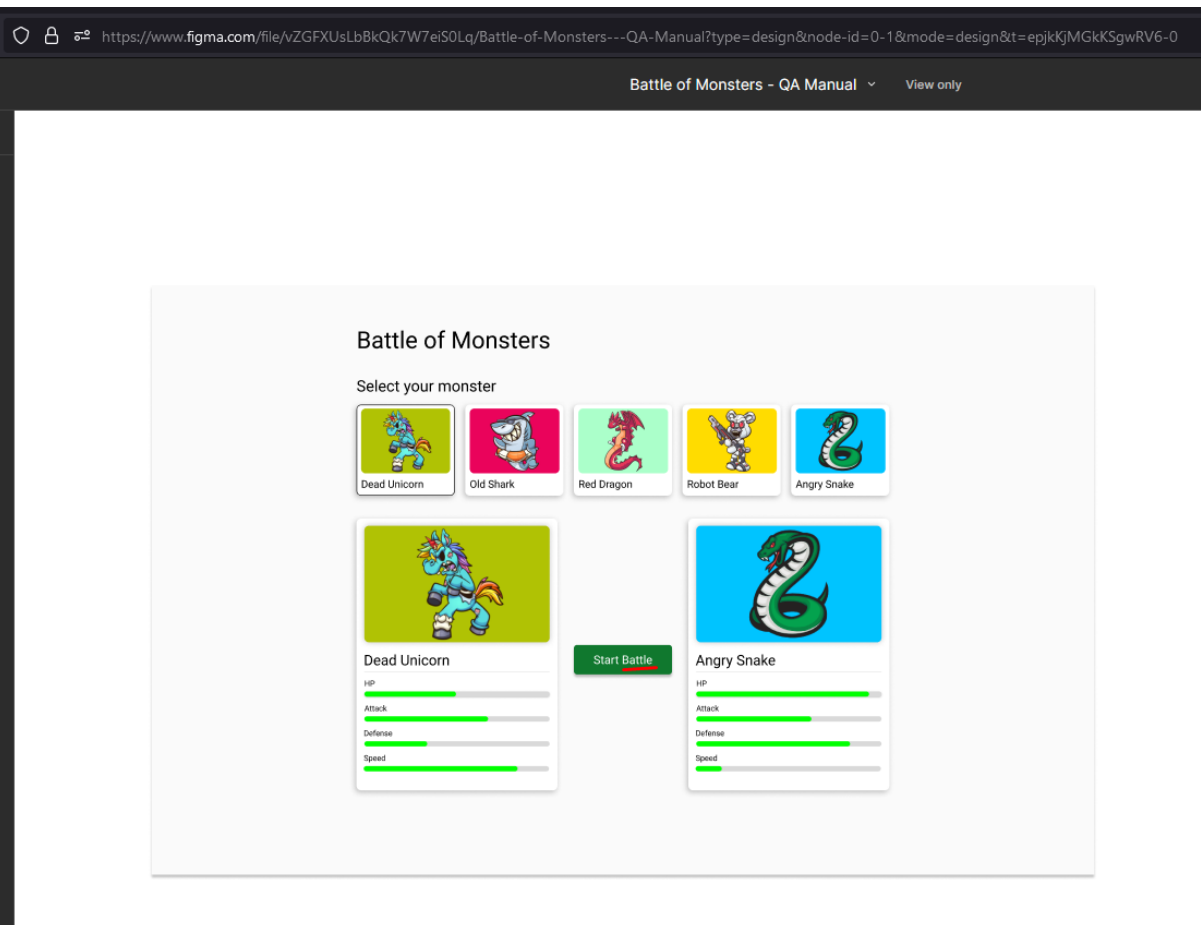 https://www.figma.com/file/vZGFXUsLbBkQk7W7eiS0Lq/Battle-of-Monsters---QA-Manual?type=design&node-id=0-1&mode=design&t=epjkKjMGkKSgwRV6-0
Battle of Monsters - QA Manual View only
Battle of Monsters
Select your monster
Dead Unicorn Old Shark Red Dragon Robot Bear Angry Snake
Dead Unicorn
HP
Attack
Defense
Speed
Start Battle
Angry Snake
HP
Attack
Defense
Speed